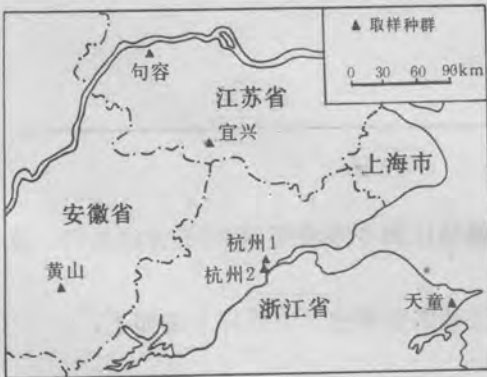 ▲ 取样种群
0 30 60 90km
句容
江苏省
宜兴
上海市
安徽省
杭州1
黄山
杭州2
浙江省
天童